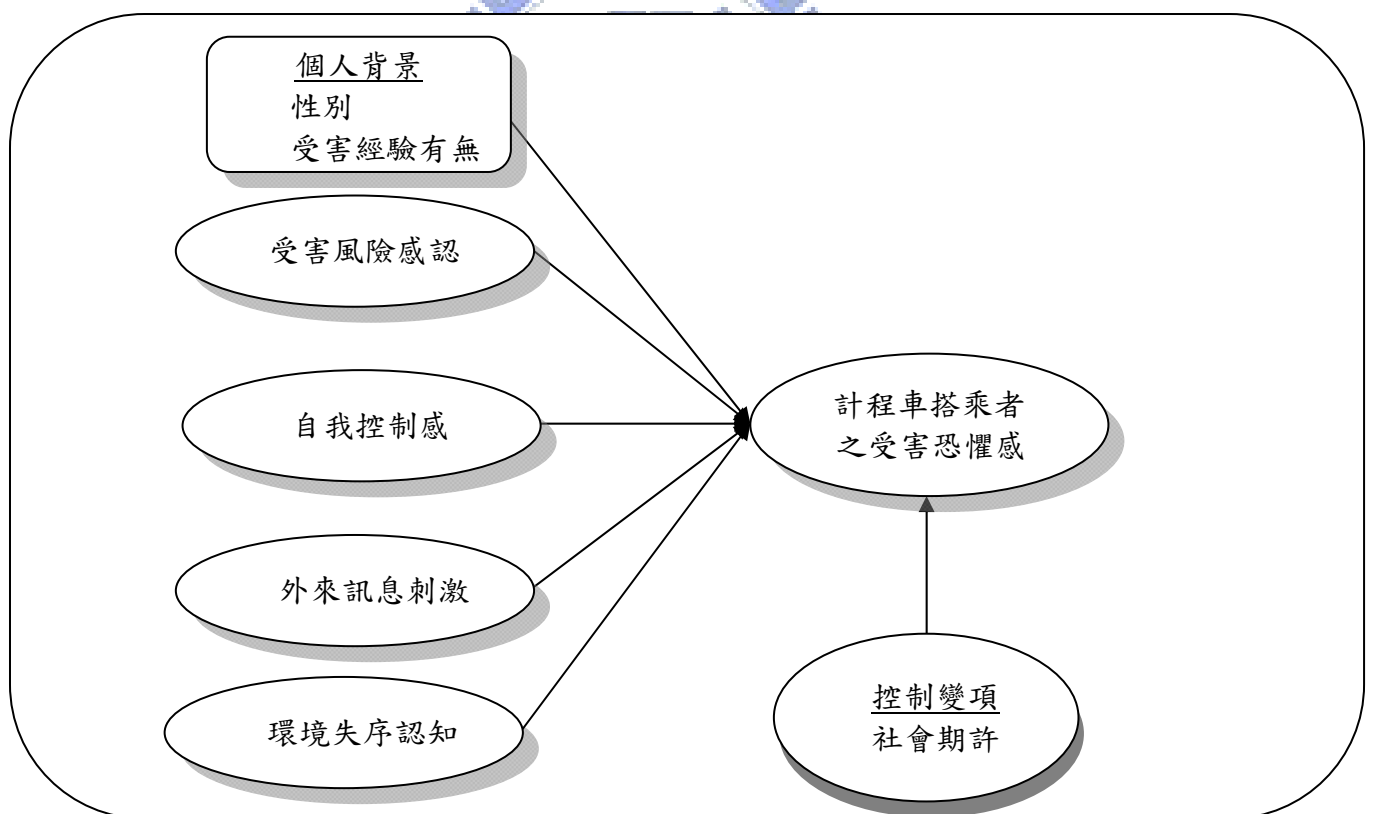 個人背景
性別
受害經驗有無
受害風險感認
自我控制感
計程車搭乘者
之受害恐懼感
外來訊息刺激
環境失序認知
控制變項
社會期許